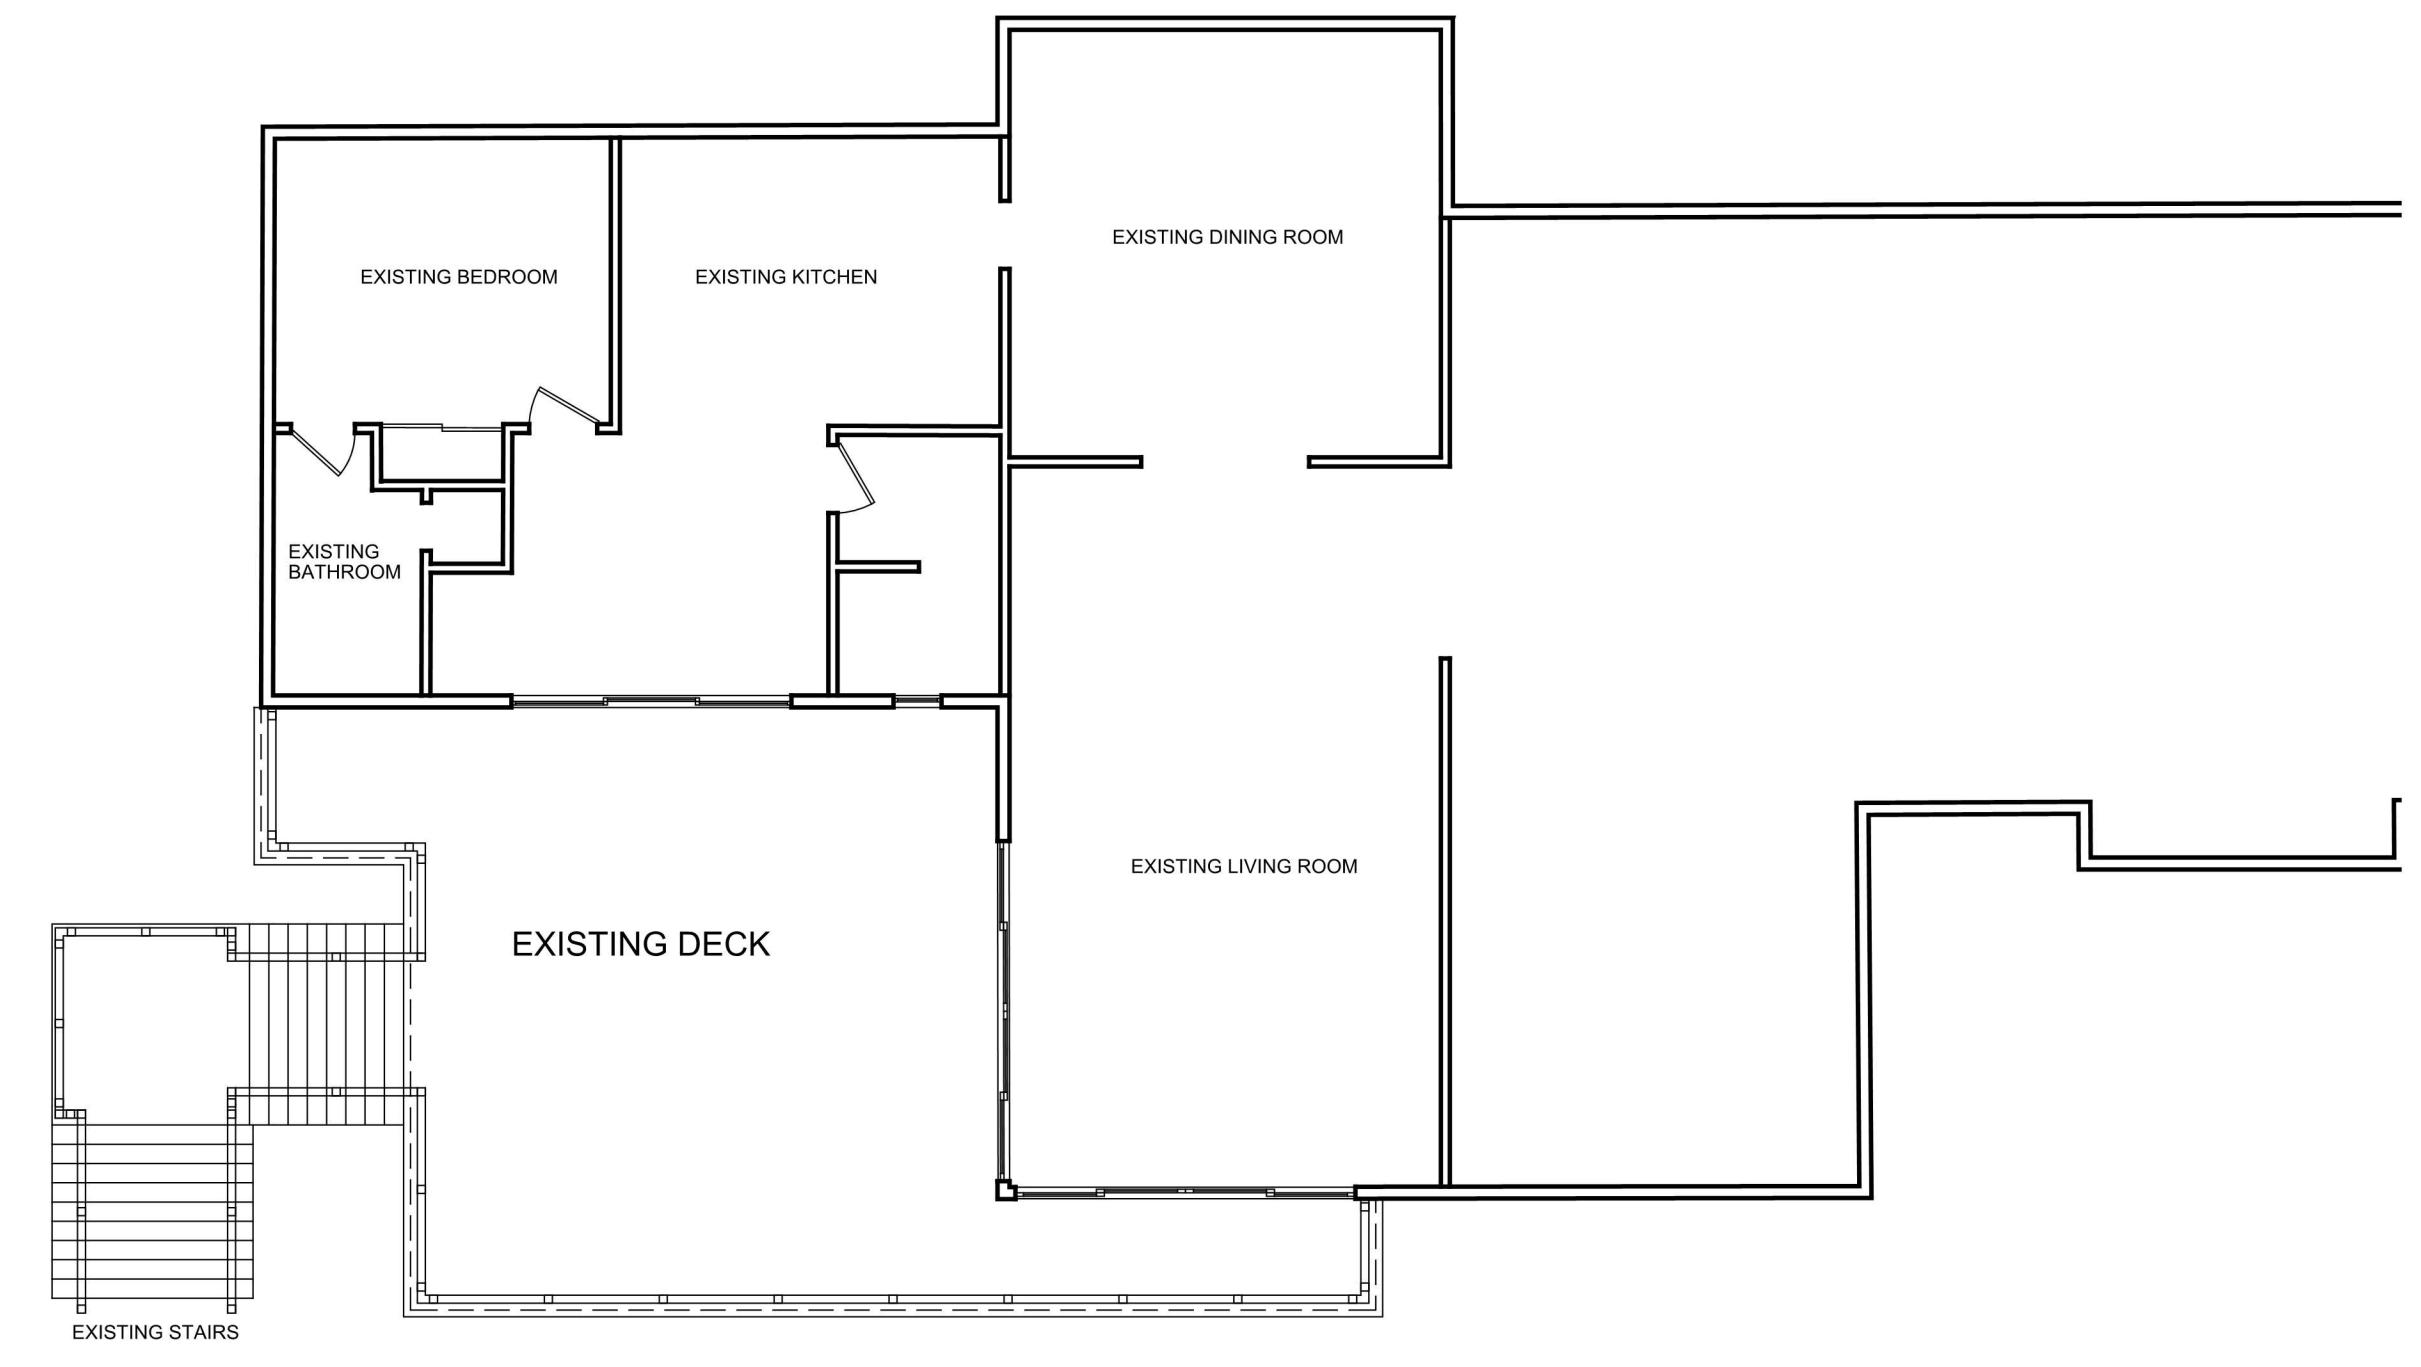 EXISTING DINING ROOM
EXISTING BEDROOM
EXISTING KITCHEN
EXISTING
BATHROOM
EXISTING LIVING ROOM
EXISTING DECK
EXISTING STAIRS